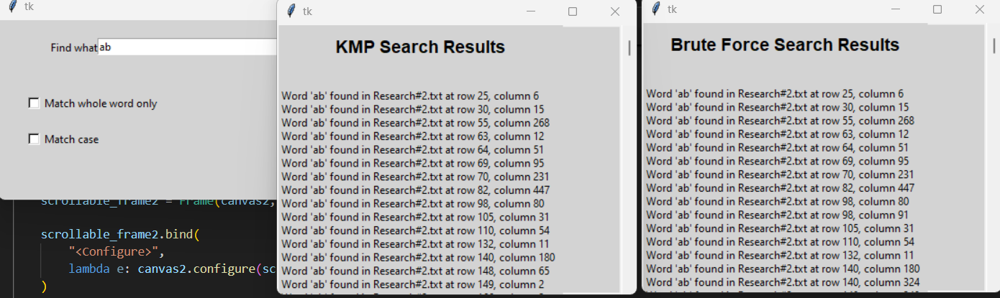 tk
Find what ab
Match whole word only
Match case
scrollable_frame2 = Frame(canvas2,
scrollable_frame2.bind(
"<Configure>",
lambda e: canvas2.configure(sc
)
tk
KMP Search Results
Word 'ab' found in Research#2.txt at row 25, column 6
Word 'ab' found in Research#2.txt at row 30, column 15
Word 'ab' found in Research#2.txt at row 55, column 268
Word 'ab' found in Research#2.txt at row 63, column 12
Word 'ab' found in Research#2.txt at row 64, column 51
Word 'ab' found in Research#2.txt at row 69, column 95
Word 'ab' found in Research#2.txt at row 70, column 231
Word 'ab' found in Research#2.txt at row 82, column 447
Word 'ab' found in Research#2.txt at row 98, column 80
Word 'ab' found in Research#2.txt at row 105, column 31
Word 'ab' found in Research#2.txt at row 110, column 54
Word 'ab' found in Research#2.txt at row 132, column 11
Word 'ab' found in Research#2.txt at row 140, column 180
Word 'ab' found in Research#2.txt at row 148, column 65
Word 'ab' found in Research#2.txt at row 149, column 2
tk
Brute Force Search Results
Word 'ab' found in Research#2.txt at row 25, column 6
Word 'ab' found in Research#2.txt at row 30, column 15
Word 'ab' found in Research#2.txt at row 55, column 268
Word 'ab' found in Research#2.txt at row 63, column 12
Word 'ab' found in Research#2.txt at row 64, column 51
Word 'ab' found in Research#2.txt at row 69, column 95
Word 'ab' found in Research#2.txt at row 70, column 231
Word 'ab' found in Research#2.txt at row 82, column 447
Word 'ab' found in Research#2.txt at row 98, column 80
Word 'ab' found in Research#2.txt at row 98, column 91
Word 'ab' found in Research#2.txt at row 105, column 31
Word 'ab' found in Research#2.txt at row 110, column 54
Word 'ab' found in Research#2.txt at row 132, column 11
Word 'ab' found in Research#2.txt at row 140, column 180
Word 'ab' found in Research#2.txt at row 140, column 324